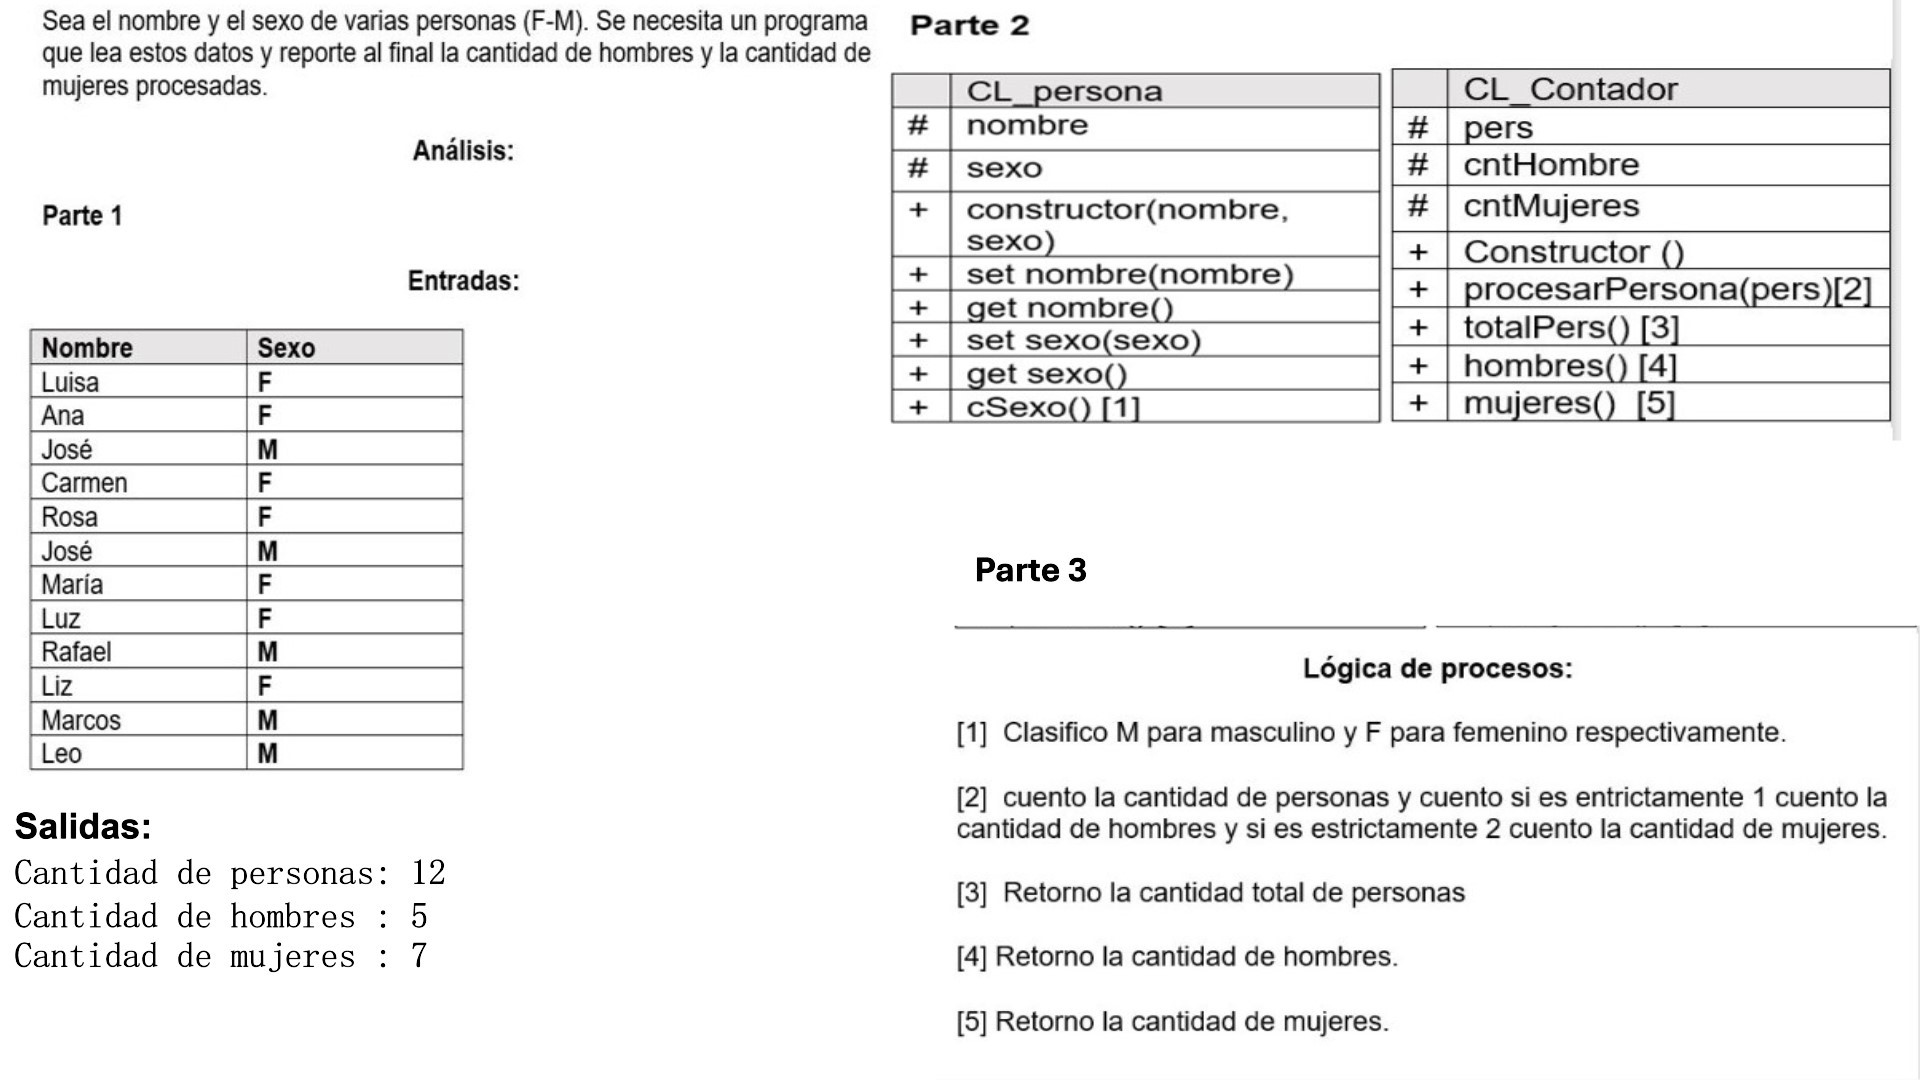 Sea el nombre y el sexo de varias personas (F-M). Se necesita un programa
que lea estos datos y reporte al final la cantidad de hombres y la cantidad de
mujeres procesadas.
Análisis:
Parte 1
Entradas:
Nombre Sexo
Luisa F
Ana F
José M
Carmen F
Rosa F
José M
María F
Luz F
Rafael M
Liz F
Marcos M
Leo M
Salidas:
Cantidad de personas: 12
Cantidad de hombres : 5
Cantidad de mujeres : 7
Parte 2
CL_persona
# nombre
# sexo
+ constructor(nombre,
sexo)
+ set nombre(nombre)
+ get nombre()
+ set sexo(sexo)
+ get sexo()
+ cSexo() [1]
CL_Contador
# pers
# cntHombre
# cntMujeres
+ Constructor ()
+ procesarPersona(pers)[2]
+ totalPers() [3]
+ hombres() [4]
+ mujeres() [5]
Parte 3
Lógica de procesos:
[1] Clasifico M para masculino y F para femenino respectivamente.
[2] cuento la cantidad de personas y cuento si es entrictamente 1 cuento la
cantidad de hombres y si es estrictamente 2 cuento la cantidad de mujeres.
[3] Retorno la cantidad total de personas
[4] Retorno la cantidad de hombres.
[5] Retorno la cantidad de mujeres.